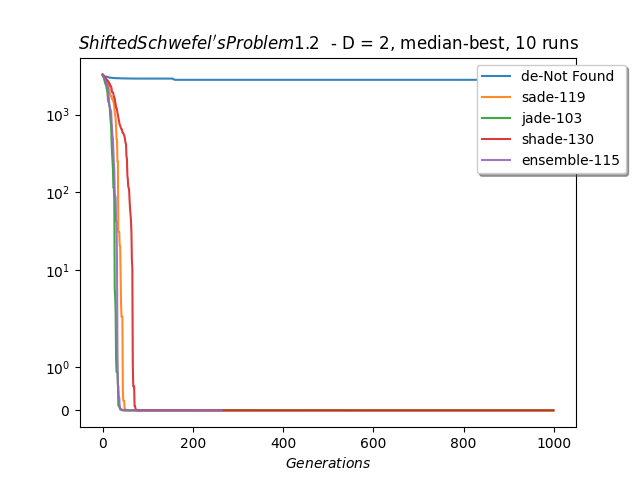 ShiftedSchwefel'sProblem1.2 - D = 2, median-best, 10 runs
de-Not Found
sade-119
jade-103
shade-130
ensemble-115
10³
10²
10¹
10⁰
0
0 200 400 600 800 1000
Generations